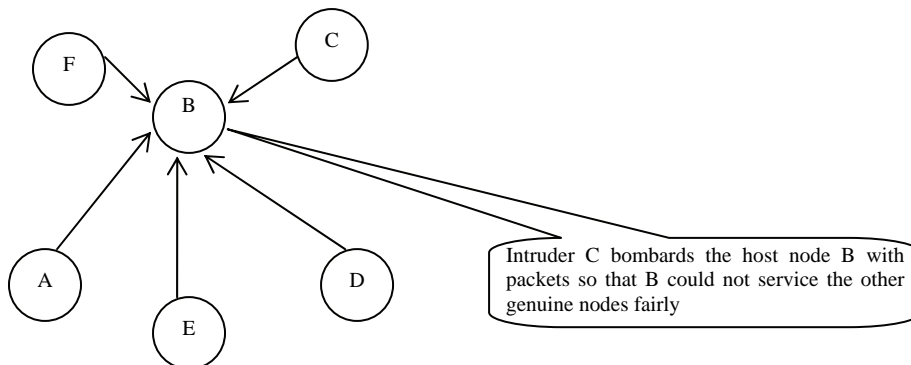 C
F
B
A
D
E
Intruder C bombards the host node B with
packets so that B could not service the other
genuine nodes fairly